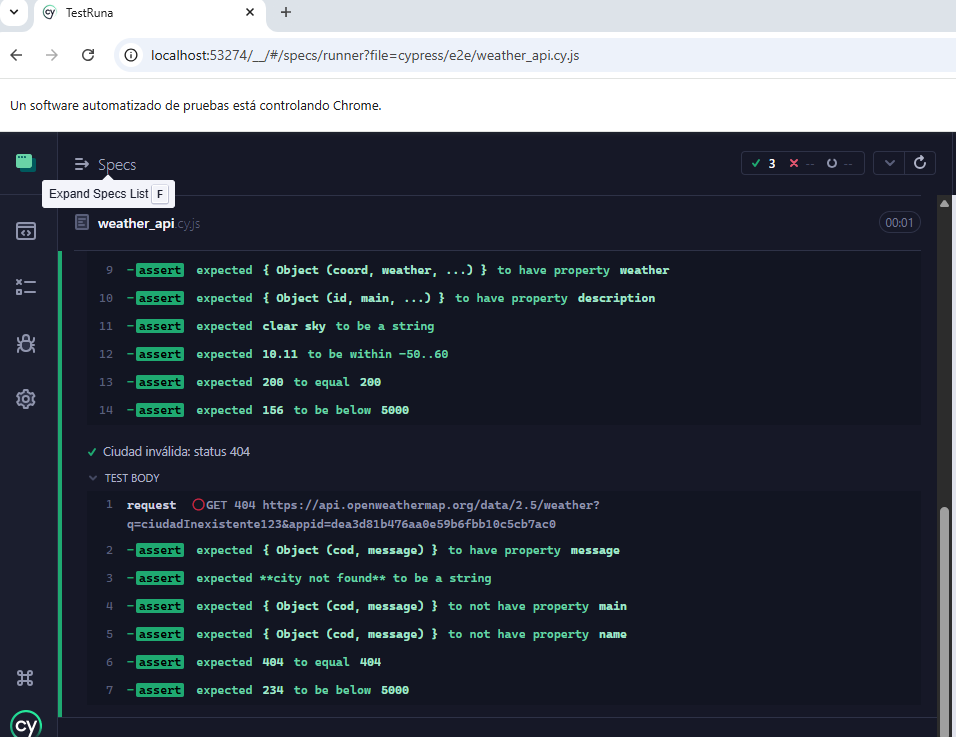 TestRuna
localhost:53274/__/#/specs/runner?file=cypress/e2e/weather_api.cy.js
Un software automatizado de pruebas está controlando Chrome.
Specs
3 -- --
Expand Specs List F
weather_api.cy.js 00:01
9 -assert expected { Object (coord, weather, ...) } to have property weather
10 -assert expected { Object (id, main, ...) } to have property description
11 -assert expected clear sky to be a string
12 -assert expected 10.11 to be within -50..60
13 -assert expected 200 to equal 200
14 -assert expected 156 to be below 5000
Ciudad inválida: status 404
TEST BODY
1 request GET 404 https://api.openweathermap.org/data/2.5/weather?
q=ciudadInexistente123&appid=dea3d81b476aa0e59b6fbb10c5cb7ac0
2 -assert expected { Object (cod, message) } to have property message
3 -assert expected **city not found** to be a string
4 -assert expected { Object (cod, message) } to not have property main
5 -assert expected { Object (cod, message) } to not have property name
6 -assert expected 404 to equal 404
7 -assert expected 234 to be below 5000
cy